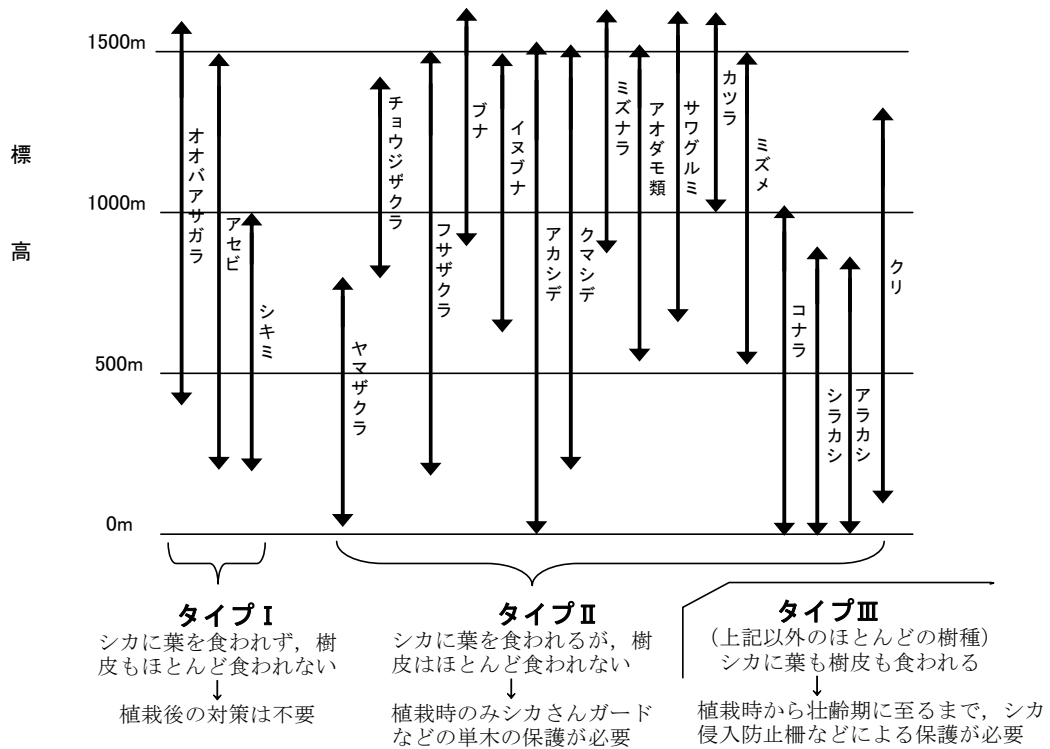 標高
1500m
1000m
500m
0m
オオバアサガラ
アセビ
シキミ
ヤマザクラ
チョウジザクラ
フサザクラ
ブナ
イヌブナ
アカシデ
クマシデ
ミズナラ
アオダモ類
サワグルミ
カツラ
ミズメ
コナラ
シラカシ
アラカシ
クリ
タイプⅠ
シカに葉を食われず，樹
皮もほとんど食われない
↓
植栽後の対策は不要
タイプⅡ
シカに葉を食われるが，樹
皮はほとんど食われない
↓
植栽時のみシカさんガード
などの単木の保護が必要
タイプⅢ
（上記以外のほとんどの樹種）
シカに葉も樹皮も食われる
↓
植栽時から壮齢期に至るまで，シカ
侵入防止柵などによる保護が必要